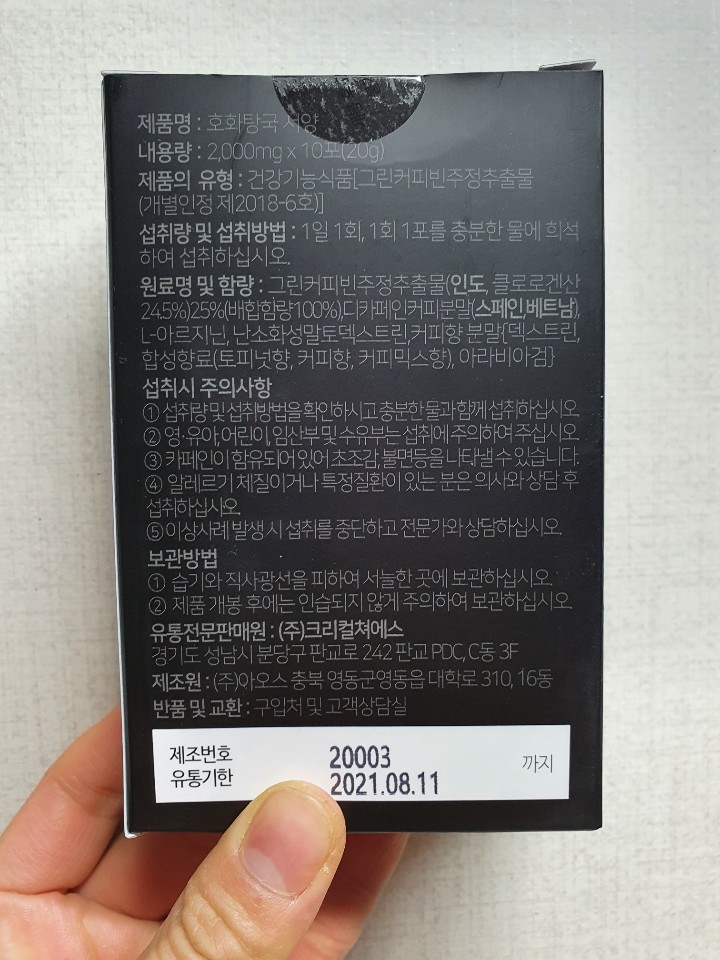 제품명 : 호화탕국 서양
내용량 : 2,000mg x 10포(20g)
제품의 유형 : 건강기능식품[그린커피빈주정추출물
(개별인정 제2018-6호)]
섭취량 및 섭취방법 : 1일 1회, 1회 1포를 충분한 물에 희석
하여 섭취하십시오.
원료명 및 함량 : 그린커피빈주정추출물(인도, 클로로겐산
24.5%)25%(배합함량100%),디카페인커피분말(스페인,베트남),
L-아르지닌, 난소화성말토덱스트린,커피향 분말{덱스트린,
합성향료(토피넛향, 커피향, 커피믹스향), 아라비아검}
섭취시 주의사항
① 섭취량 및 섭취방법을 확인하시고 충분한 물과 함께 섭취하십시오.
② 영·유아,어린이,임산부 및 수유부는 섭취에 주의하여 주십시오.
③ 카페인이 함유되어 있어 초조감, 불면등을 나타낼 수 있습니다.
④ 알레르기 체질이거나 특정질환이 있는 분은 의사와 상담 후
섭취하십시오.
⑤ 이상사례 발생 시 섭취를 중단하고 전문가와 상담하십시오.
보관방법
① 습기와 직사광선을 피하여 서늘한 곳에 보관하십시오.
② 제품 개봉 후에는 인습되지 않게 주의하여 보관하십시오.
유통전문판매원 : (주)크리컬쳐에스
경기도 성남시 분당구 판교로 242 판교 PDC, C동 3F
제조원 : (주)아오스 충북 영동군영동읍 대학로 310, 16동
반품 및 교환 : 구입처 및 고객상담실
제조번호 20003
유통기한 2021.08.11 까지